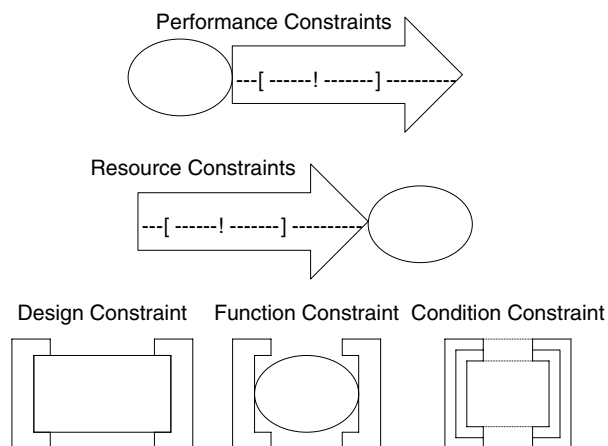 Performance Constraints
---[ ------! -------] ----------
Resource Constraints
---[ ------! -------] ----------
Design Constraint Function Constraint Condition Constraint